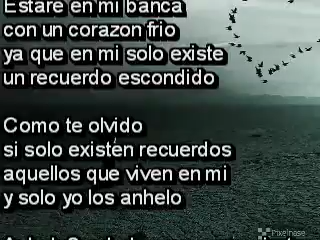 Estare en mi banca
con un corazon frio
ya que en mi solo existe
un recuerdo escondido
Como te olvido
si solo existen recuerdos
aquellos que viven en mi
y solo yo los anhelo
Pixelnase